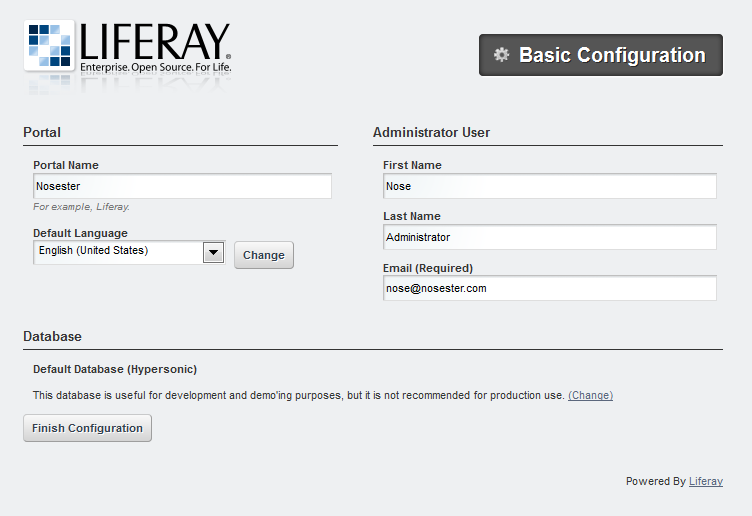 LIFERAY®
Enterprise. Open Source. For Life.
Basic Configuration
Portal
Portal Name
Nosester
For example, Liferay.
Default Language
English (United States)
Change
Administrator User
First Name
Nose
Last Name
Administrator
Email (Required)
nose@nosester.com
Database
Default Database (Hypersonic)
This database is useful for development and demo'ing purposes, but it is not recommended for production use. (Change)
Finish Configuration
Powered By Liferay